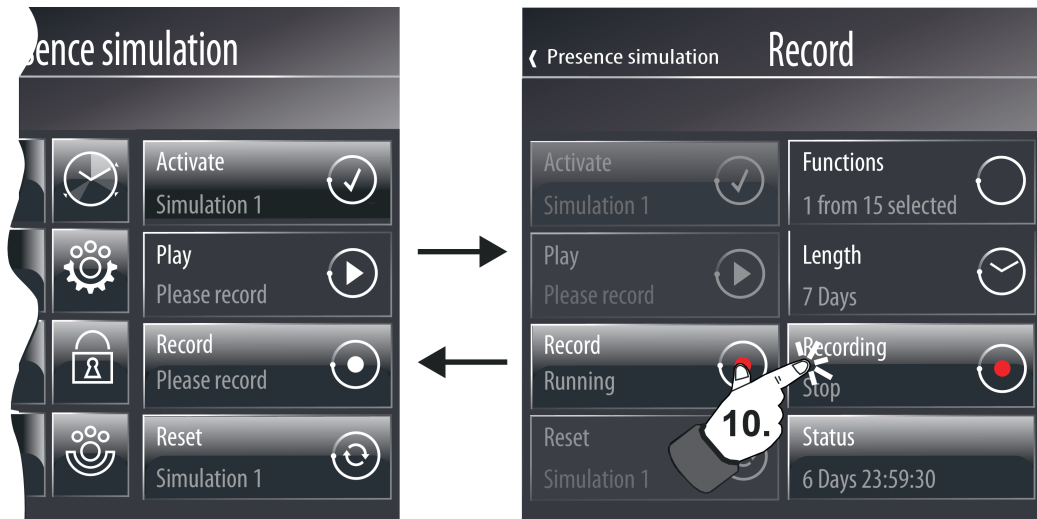 sence simulation
Activate
Simulation 1
Play
Please record
Record
Please record
Reset
Simulation 1
Presence simulation
Record
Activate
Simulation 1
Play
Please record
Record
Running
Reset
Simulation 1
Functions
1 from 15 selected
Length
7 Days
Recording
Stop
10.
Status
6 Days 23:59:30